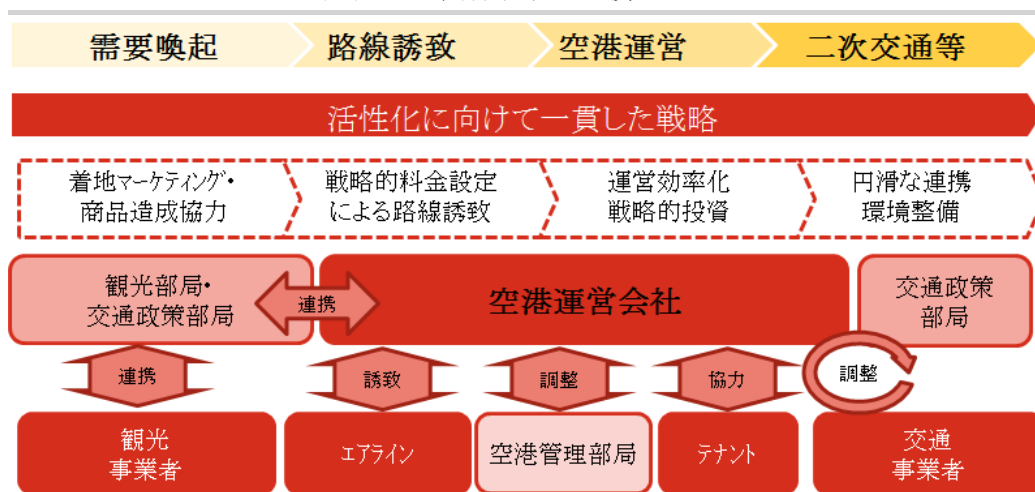 需要喚起
路線誘致
空港運営
二次交通等
活性化に向けて一貫した戦略
着地マーケティング・
商品造成協力
戦略的料金設定
による路線誘致
運営効率化
戦略的投資
円滑な連携
環境整備
観光部局・
交通政策部局
連携
空港運営会社
交通政策
部局
連携
誘致
調整
協力
調整
観光
事業者
エアライン
空港管理部局
テナント
交通
事業者